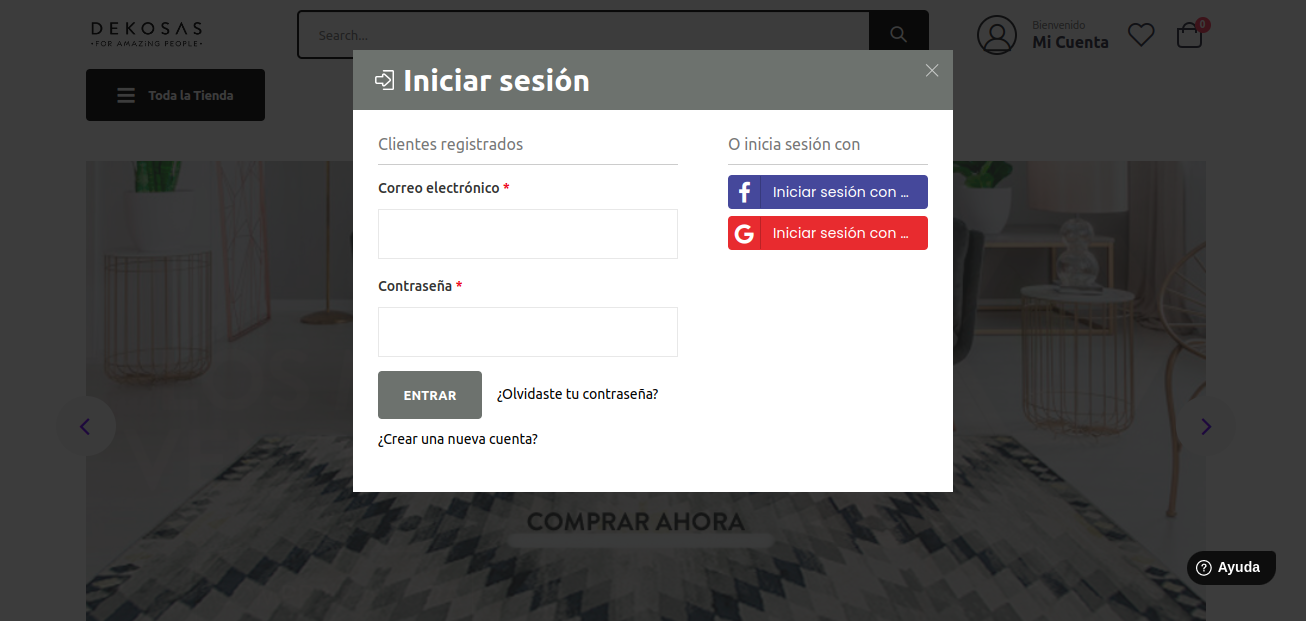 DEKOSAS
•FOR AMAZING PEOPLE•
Search...
Bienvenido
Mi Cuenta
0
Toda la Tienda
Iniciar sesión
Clientes registrados
O inicia sesión con
Correo electrónico *
Iniciar sesión con ...
Iniciar sesión con ...
Contraseña *
ENTRAR
¿Olvidaste tu contraseña?
¿Crear una nueva cuenta?
COMPRAR AHORA
Ayuda